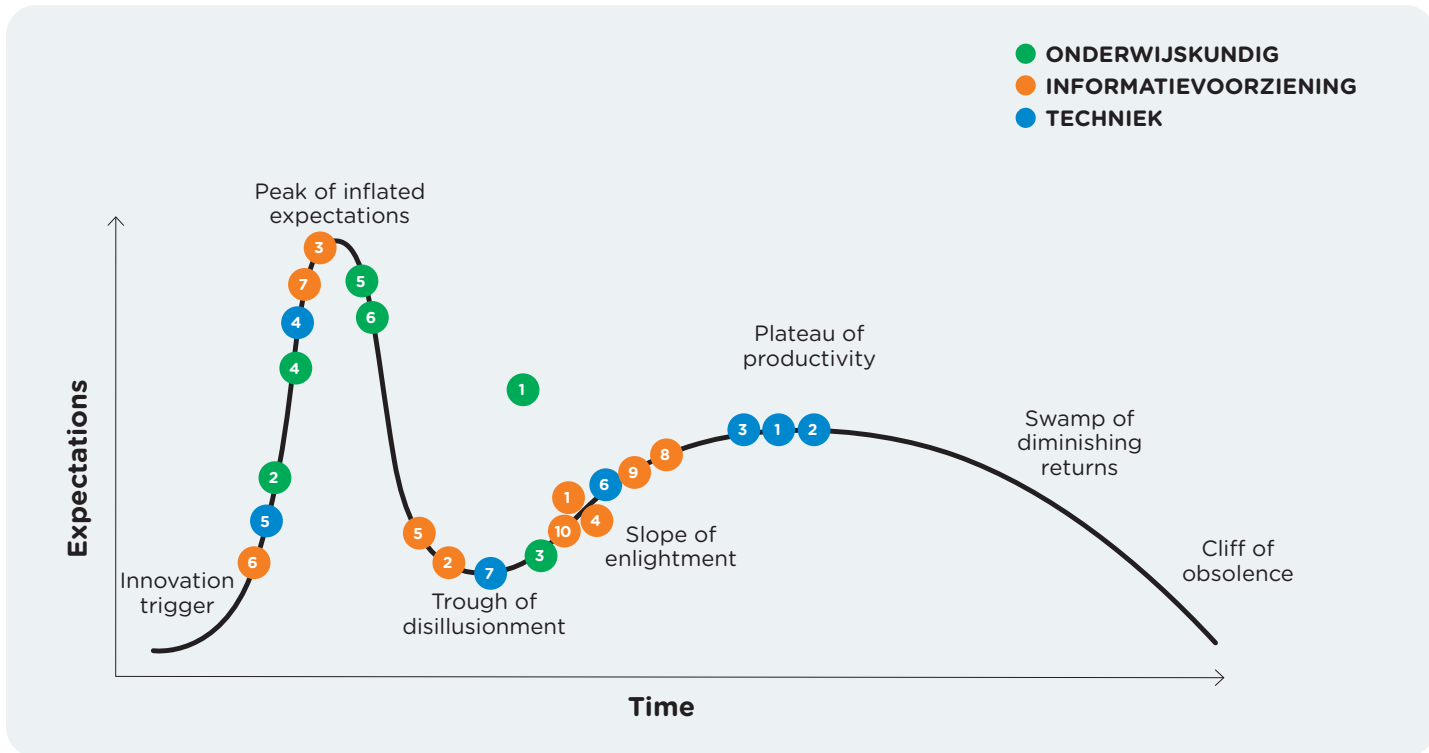 ONDERWIJSKUNDIG
INFORMATIEVOORZIENING
TECHNIEK
Peak of inflated
expectations
3
7
5
4
6
4
1
Plateau of
productivity
3
1
2
Swamp of
diminishing
returns
8
9
2
6
1
5
4
10
5
Slope of
enlightment
3
6
2
7
Innovation
trigger
Trough of
disillusionment
Cliff of
obsolence
Expectations
Time